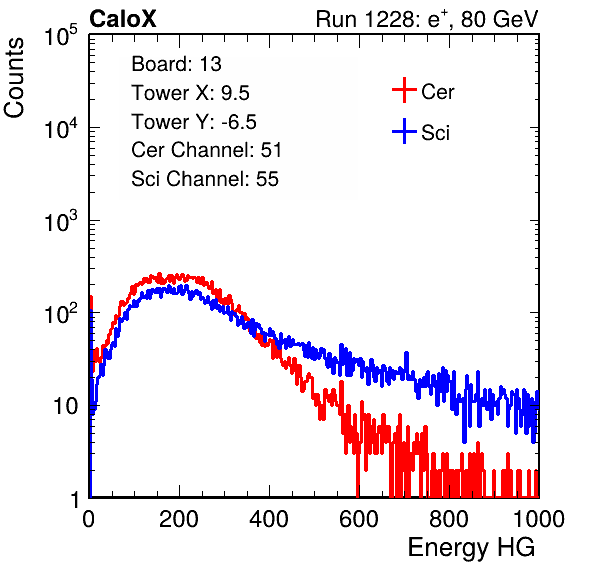 CaloX Run 1228: e⁺, 80 GeV
Counts
10⁵
10⁴
10³
10²
10
1
Board: 13
Tower X: 9.5
Tower Y: -6.5
Cer Channel: 51
Sci Channel: 55
Cer
Sci
0 200 400 600 800 1000
Energy HG